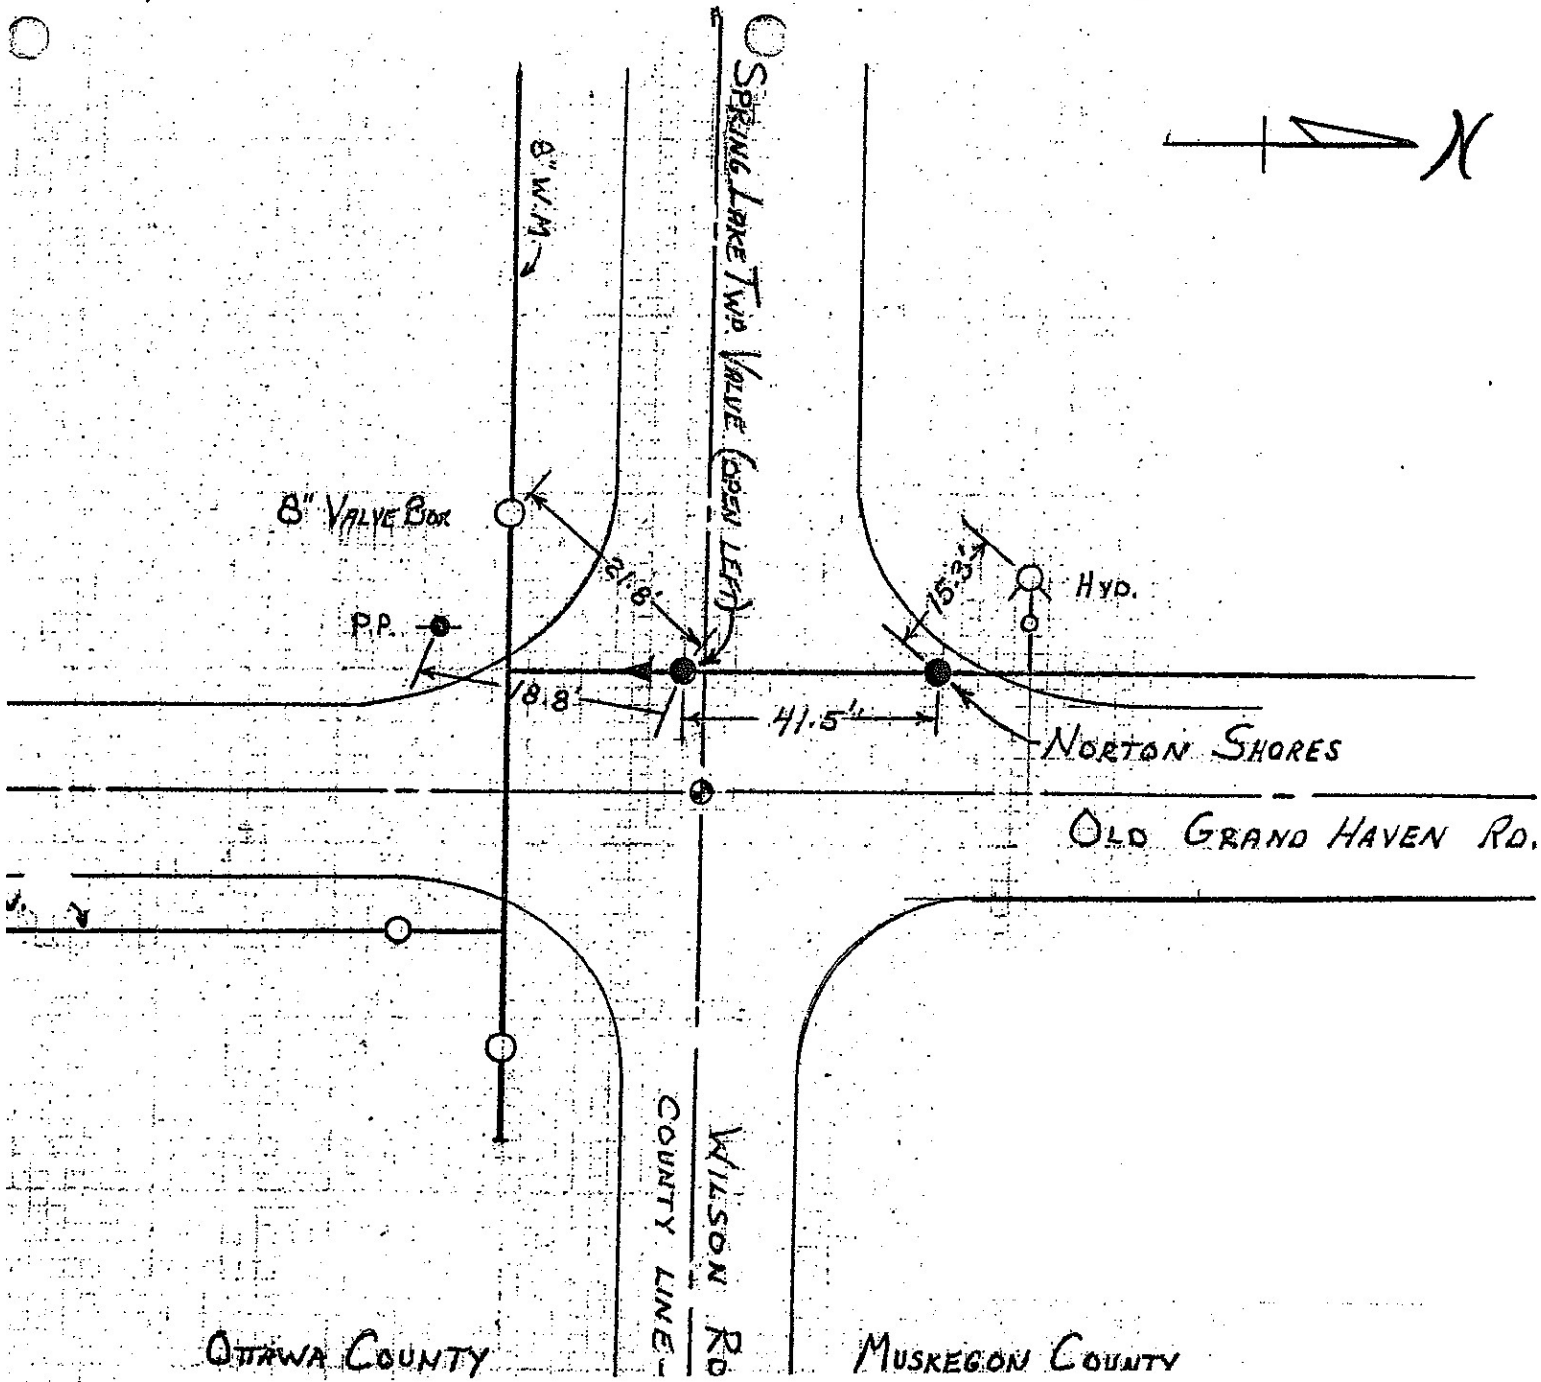 N
8" W.M.
SPRING LAKE TWP VALVE (OPEN LEFT)
8" VALVE BOX
21.8'
15.3'
HYD.
P.P.
18.8'
41.5'
NORTON SHORES
OLD GRAND HAVEN RD.
WILSON RD
COUNTY LINE-
OTTAWA COUNTY
MUSKEGON COUNTY